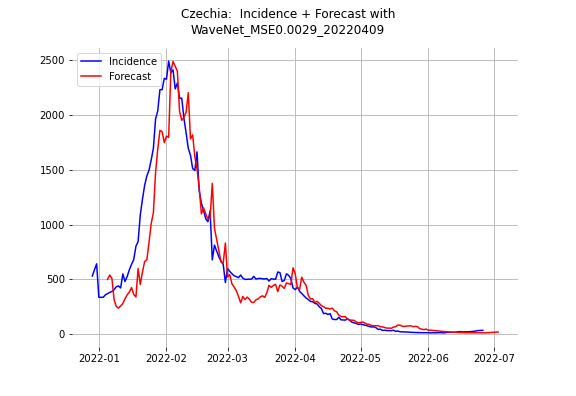 Czechia:  Incidence + Forecast with
WaveNet_MSE0.0029_20220409
Incidence
Forecast
2500
2000
1500
1000
500
0
2022-01 2022-02 2022-03 2022-04 2022-05 2022-06 2022-07